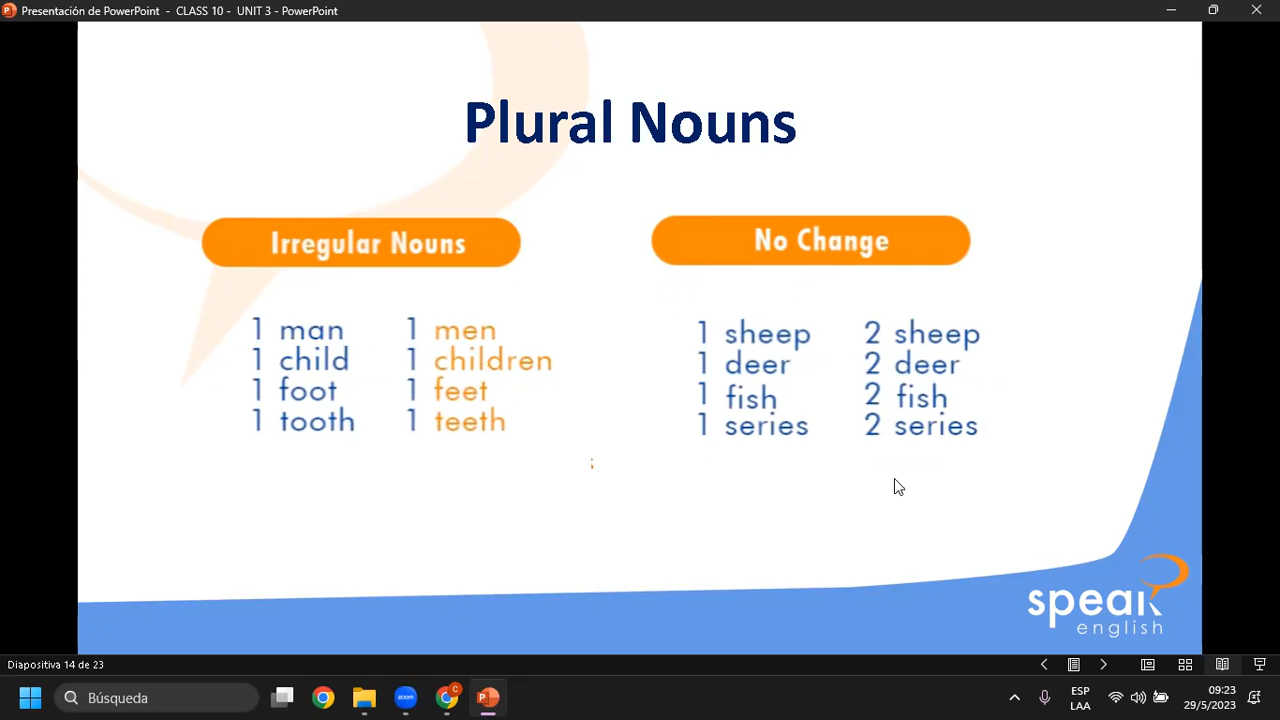 Presentación de PowerPoint - CLASS 10 - UNIT 3 - PowerPoint
Plural Nouns
Irregular Nouns
1 man 1 men
1 child 1 children
1 foot 1 feet
1 tooth 1 teeth
No Change
1 sheep 2 sheep
1 deer 2 deer
1 fish 2 fish
1 series 2 series
speak
english
Diapositiva 14 de 23
Búsqueda
zoom
C
ESP
LAA
09:23
29/5/2023